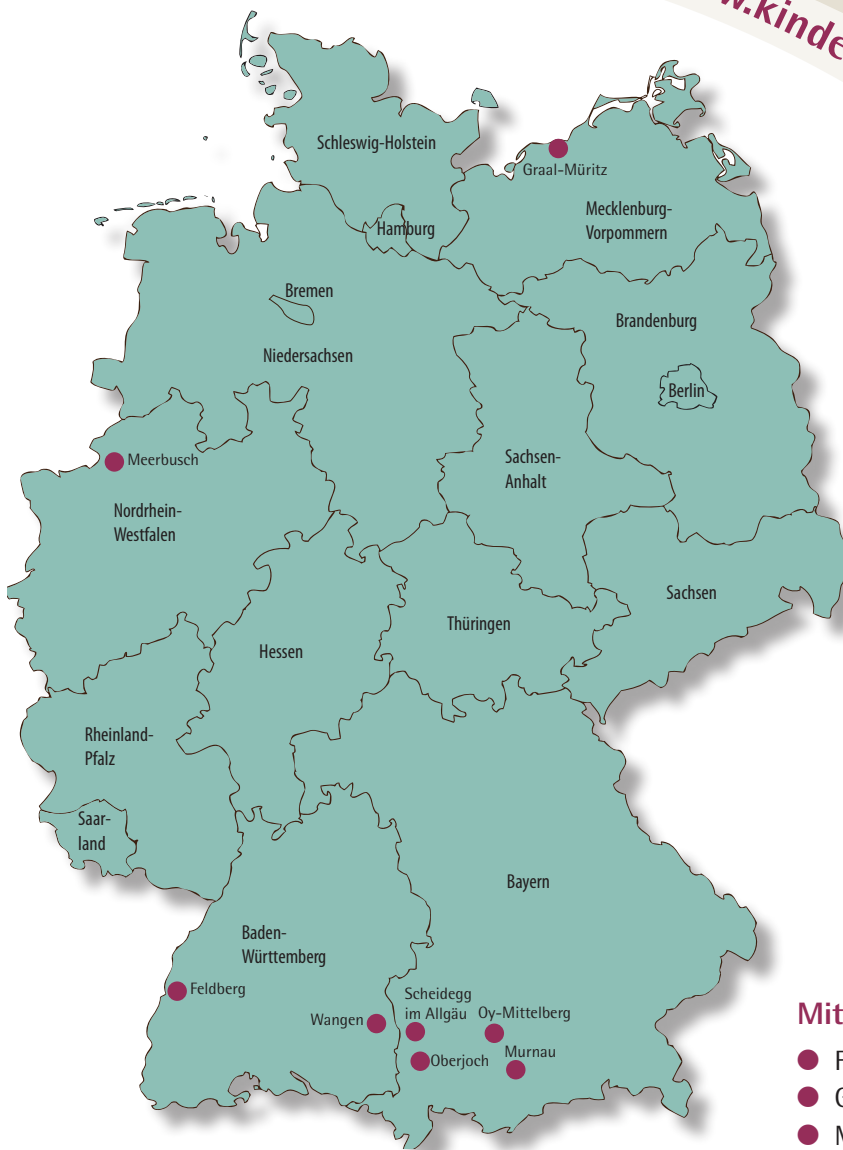 w.kinde
Schleswig-Holstein
Graal-Müritz
Mecklenburg-
Vorpommern
Hamburg
Bremen
Niedersachsen
Brandenburg
Berlin
Meerbusch
Sachsen-
Anhalt
Nordrhein-
Westfalen
Sachsen
Thüringen
Hessen
Rheinland-
Pfalz
Saar-
land
Bayern
Baden-
Württemberg
Feldberg
Wangen
Scheidegg
im Allgäu
Oy-Mittelberg
Oberjoch
Murnau
Mit
F
G
M